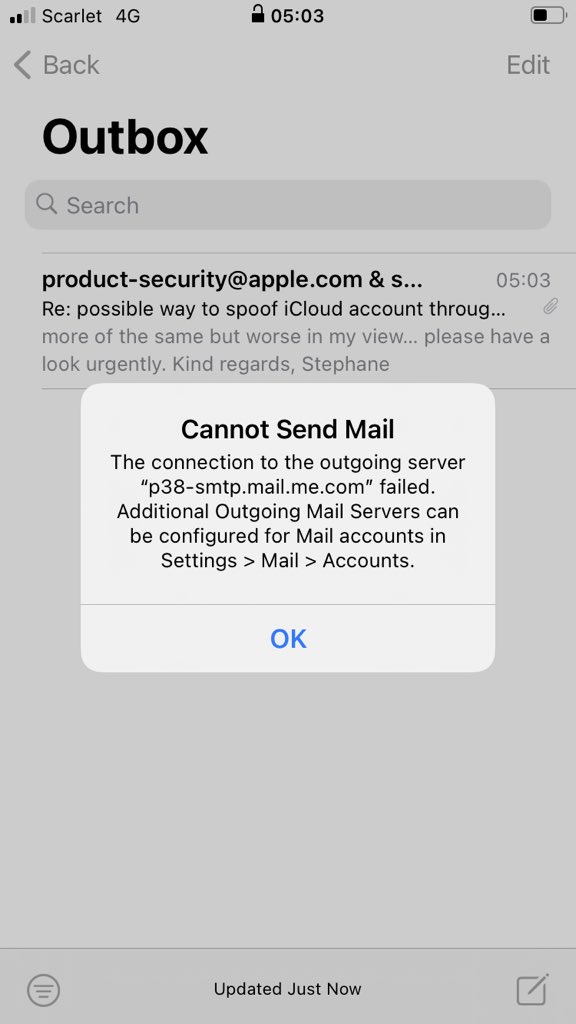 Scarlet 4G 05:03
Back Edit
Outbox
Search
product-security@apple.com & s... 05:03
Re: possible way to spoof iCloud account throug...
more of the same but worse in my view... please have a
look urgently. Kind regards, Stephane
Cannot Send Mail
The connection to the outgoing server
“p38-smtp.mail.me.com” failed.
Additional Outgoing Mail Servers can
be configured for Mail accounts in
Settings > Mail > Accounts.
OK
Updated Just Now